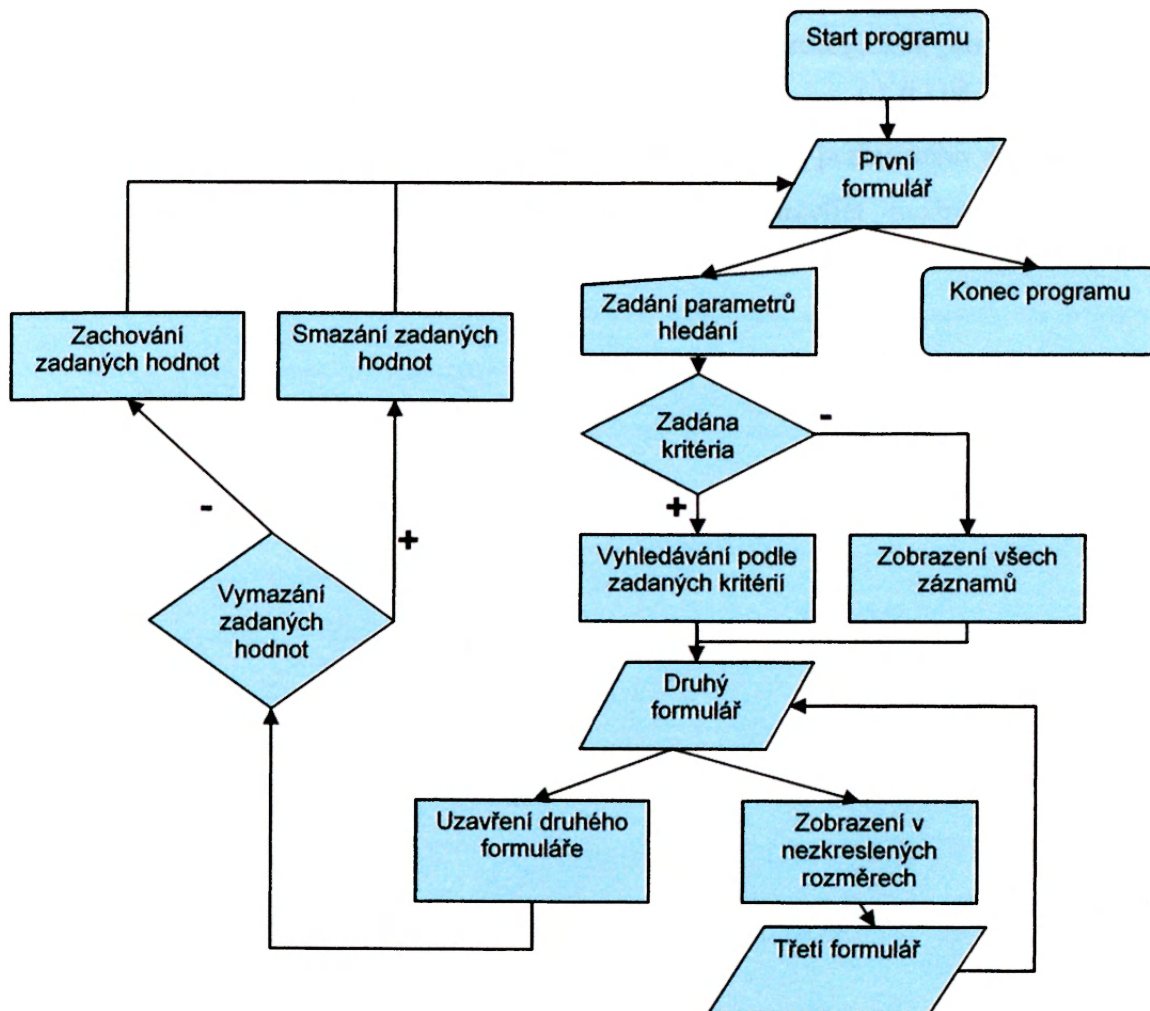 Start programu
První
formulář
Zadání parametrů
hledání
Konec programu
Zachování
zadaných hodnot
Smazání zadaných
hodnot
Zadána
kritéria
-
+
Vyhledávání podle
zadaných kritérií
Zobrazení všech
záznamů
-
+
Vymazání
zadaných
hodnot
Druhý
formulář
Uzavření druhého
formuláře
Zobrazení v
nezkreslených
rozměrech
Třetí formulář